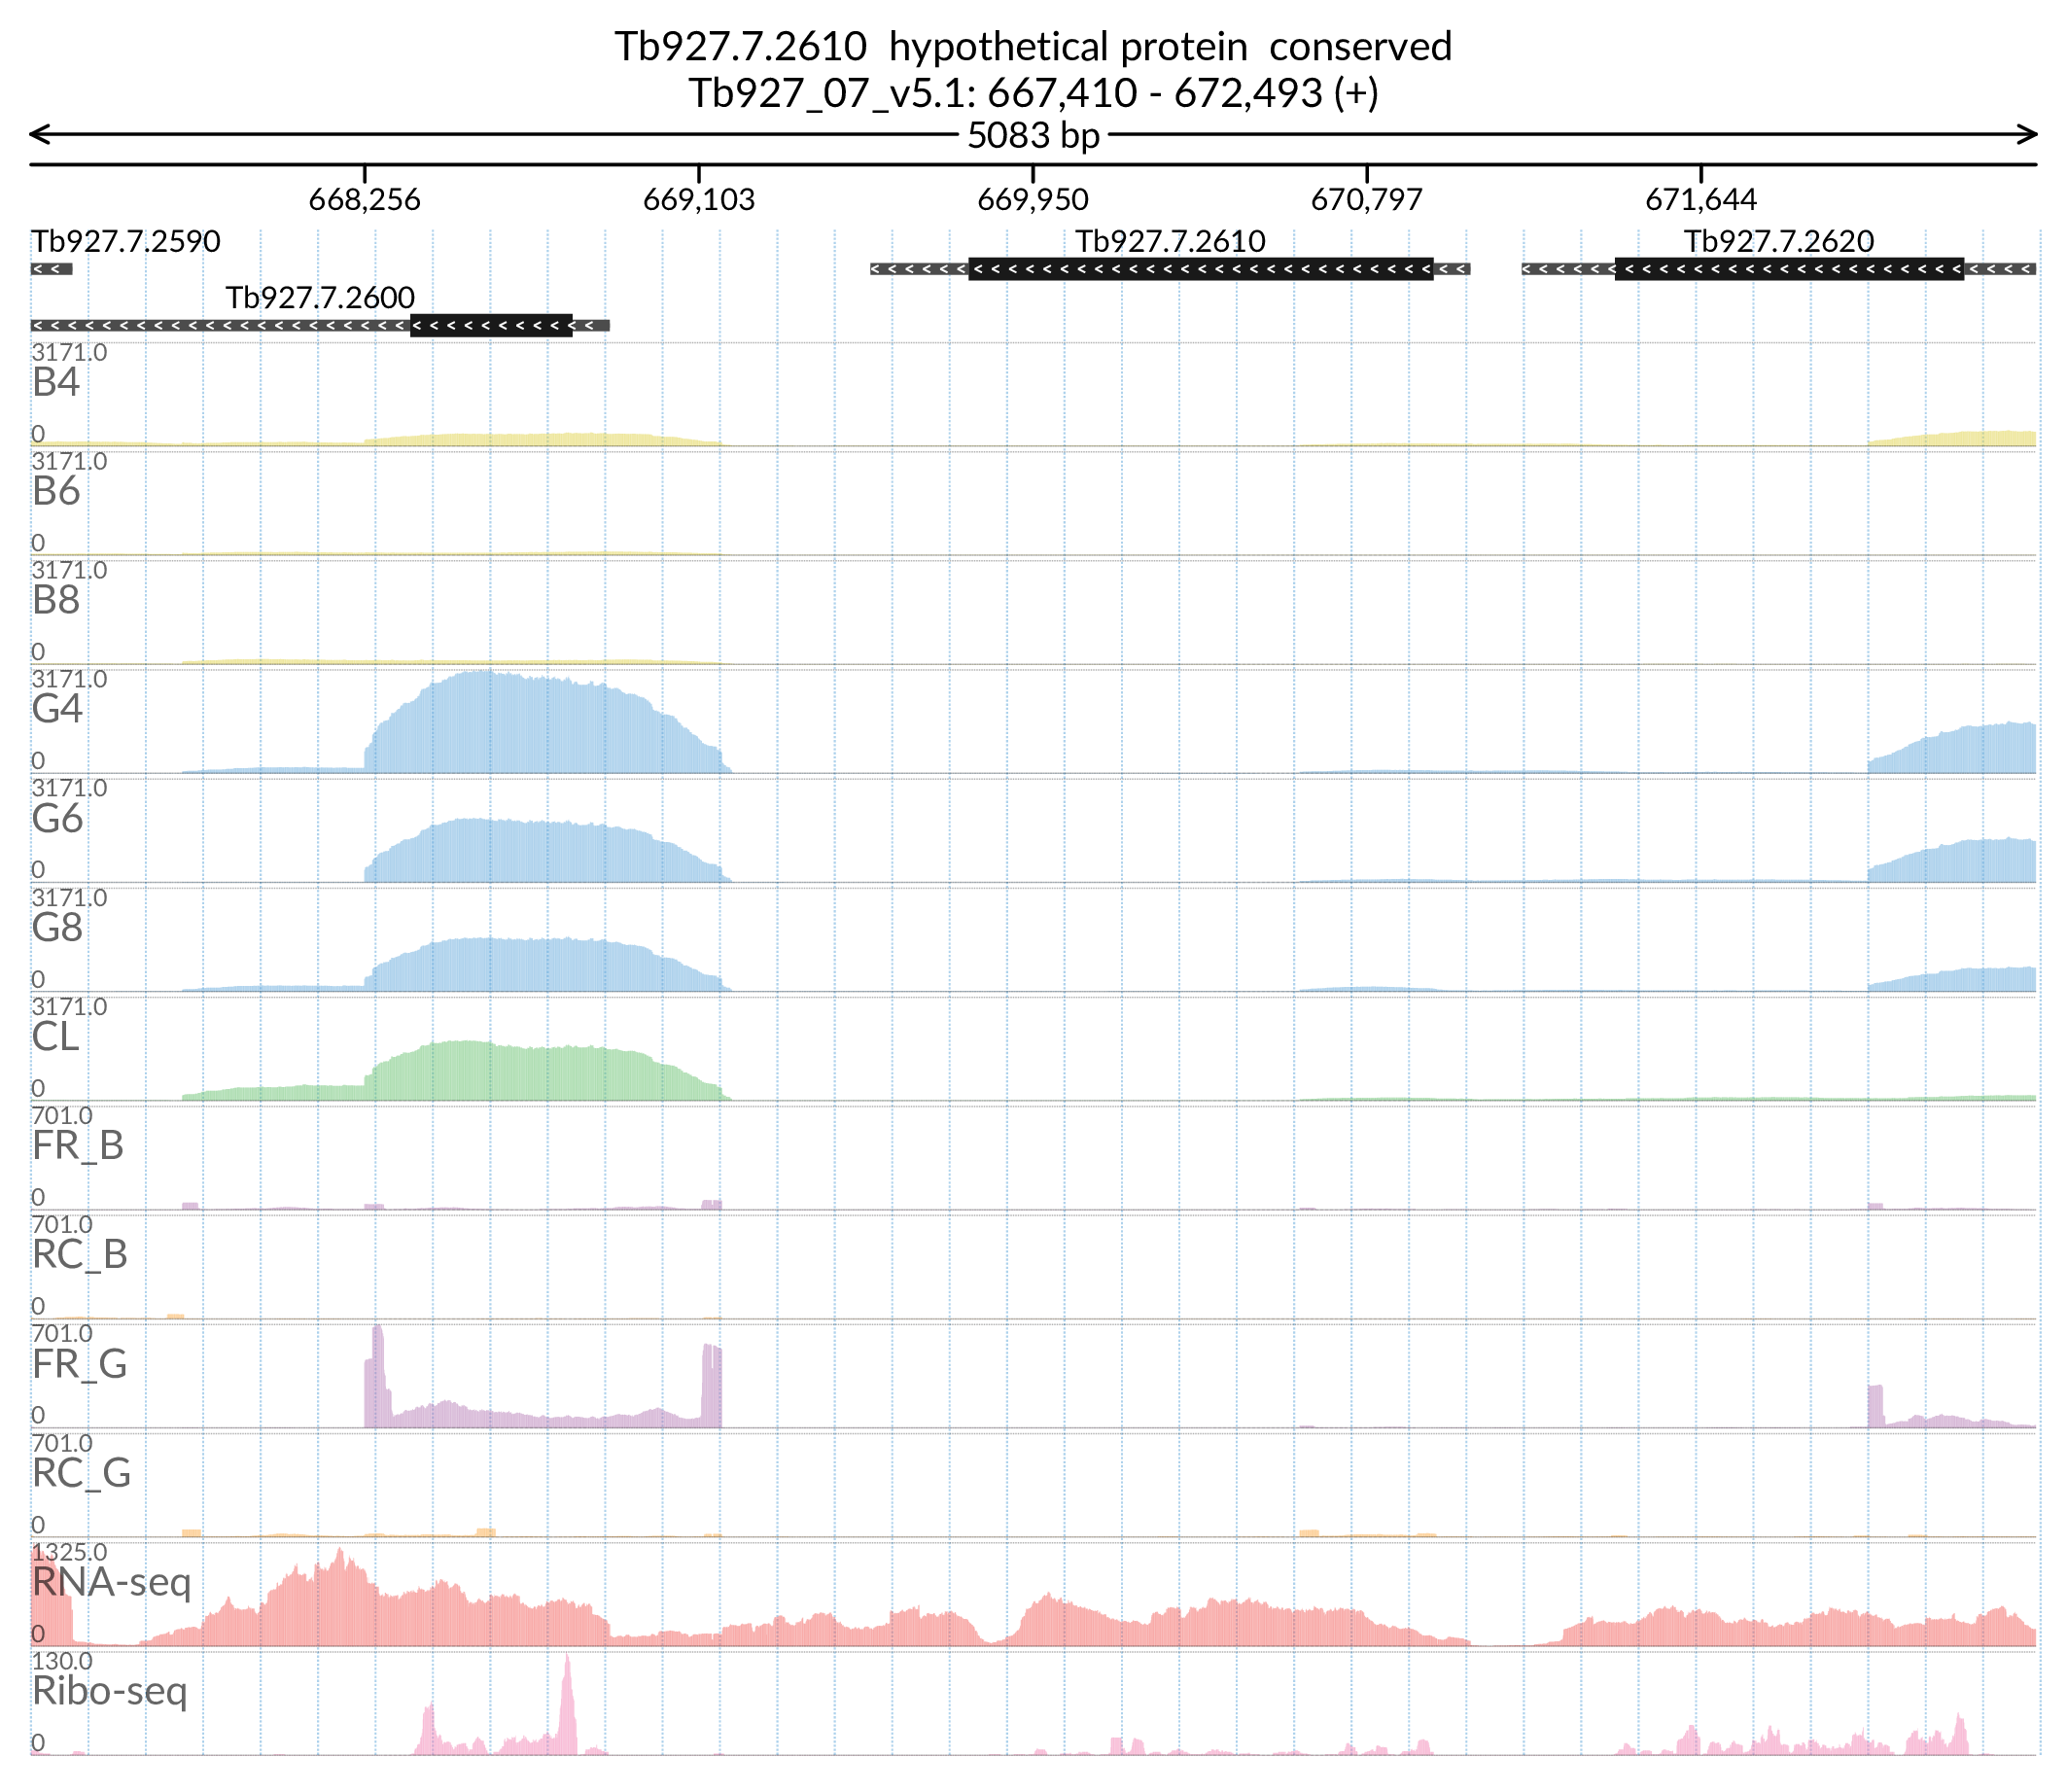 Tb927.7.2610 hypothetical protein conserved
Tb927_07_v5.1: 667,410 - 672,493 (+)
5083 bp
668,256 669,103 669,950 670,797 671,644
Tb927.7.2590 Tb927.7.2610 Tb927.7.2620
Tb927.7.2600
3171.0
B4
0
3171.0
B6
0
3171.0
B8
0
3171.0
G4
0
3171.0
G6
0
3171.0
G8
0
3171.0
CL
0
701.0
FR_B
0
701.0
RC_B
0
701.0
FR_G
0
701.0
RC_G
0
1325.0
RNA-seq
0
130.0
Ribo-seq
0